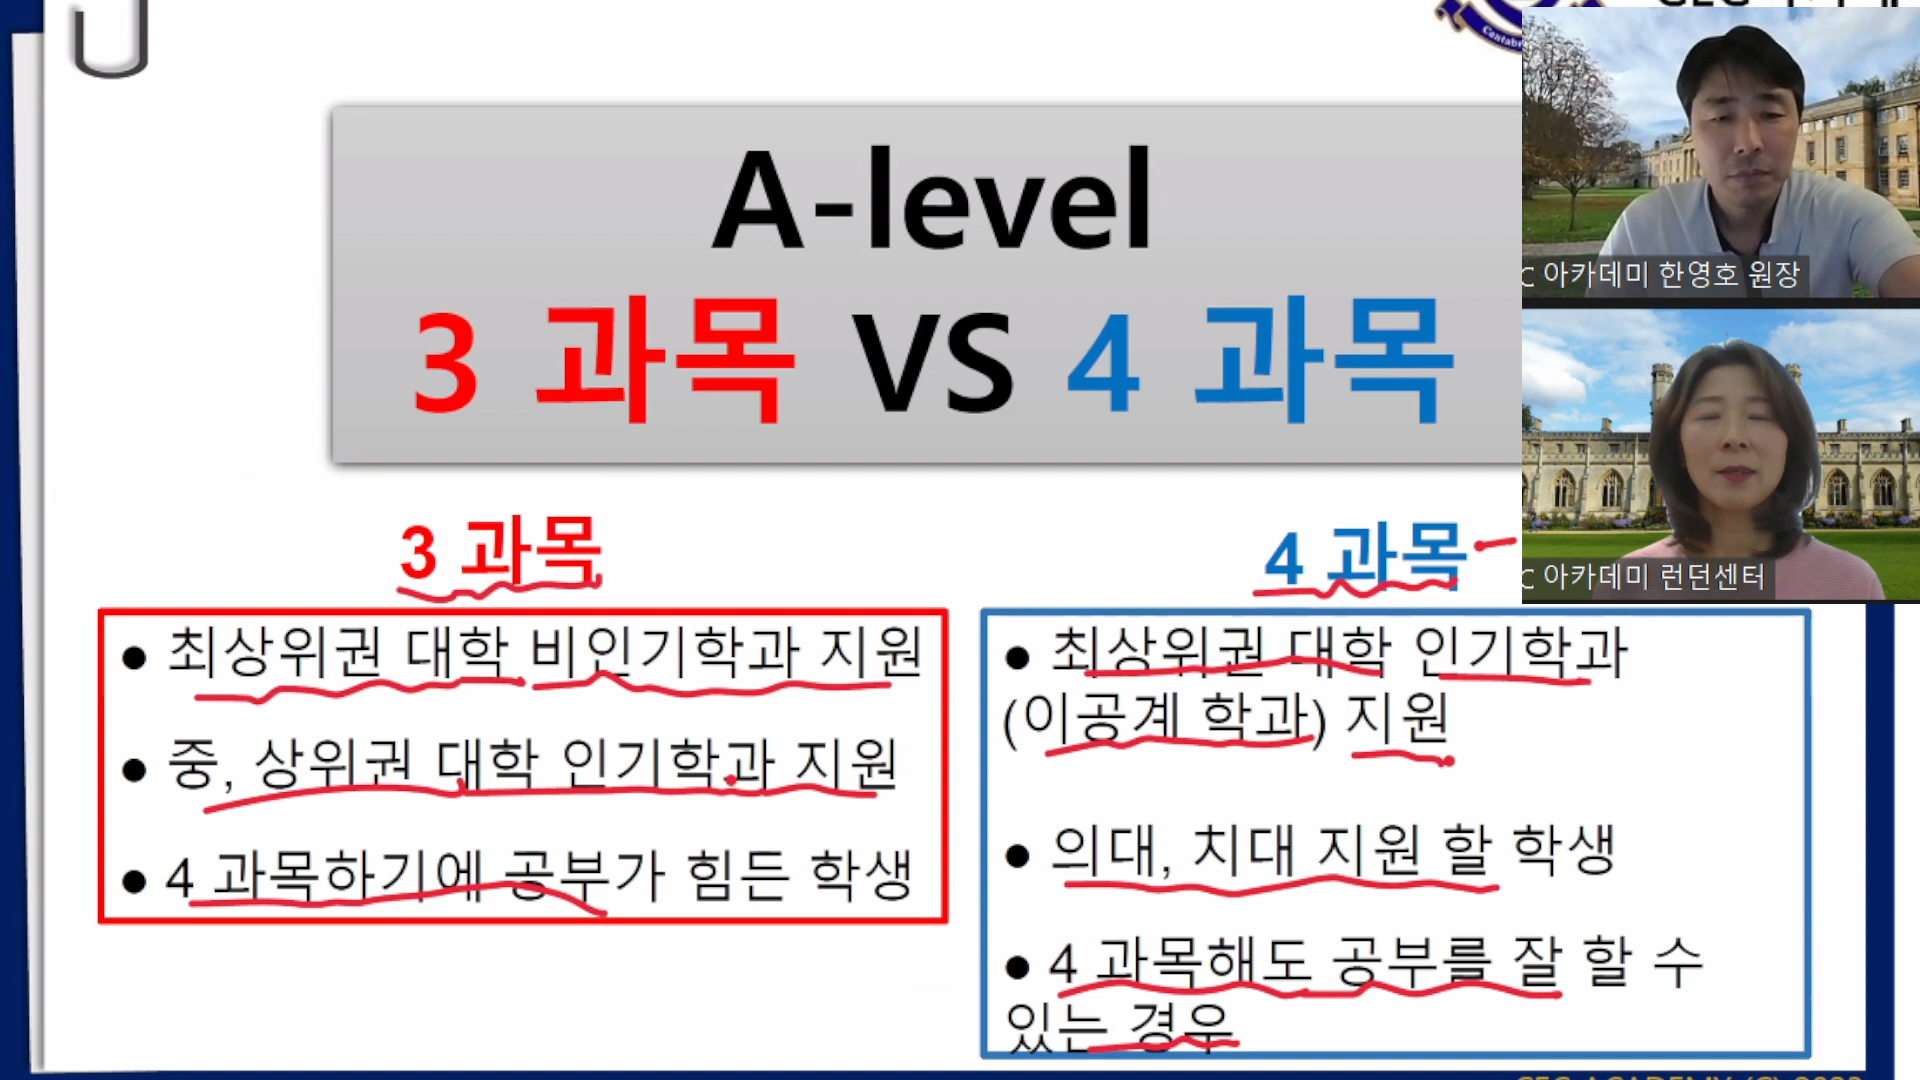 A-level
3 과목 VS 4 과목
C 아카데미 한영호 원장
C 아카데미 런던센터
3 과목
● 최상위권 대학 비인기학과 지원
● 중, 상위권 대학 인기학과 지원
● 4 과목하기에 공부가 힘든 학생
4 과목
● 최상위권 대학 인기학과
(이공계 학과) 지원
● 의대, 치대 지원 할 학생
● 4 과목해도 공부를 잘 할 수
있는 경우